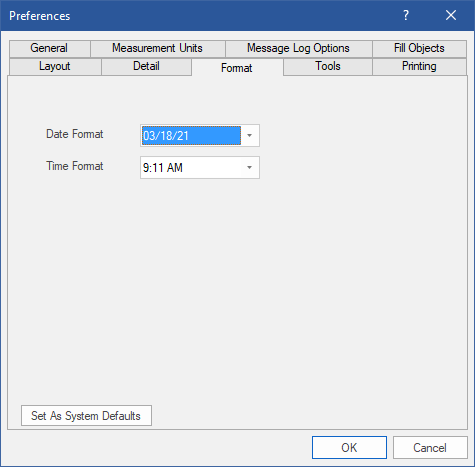 Preferences
?
General Measurement Units Message Log Options Fill Objects
Layout Detail Format Tools Printing
Date Format 03/18/21
Time Format 9:11 AM
Set As System Defaults
OK Cancel